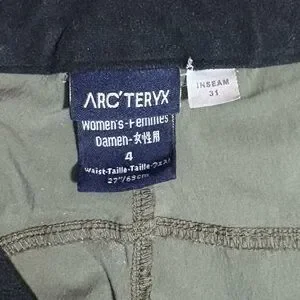 ARC'TERYX
Women's-Femmes
Damen-女性用
4
Waist-Taille-Taille-ウエスト
27"/69cm
INSEAM
31